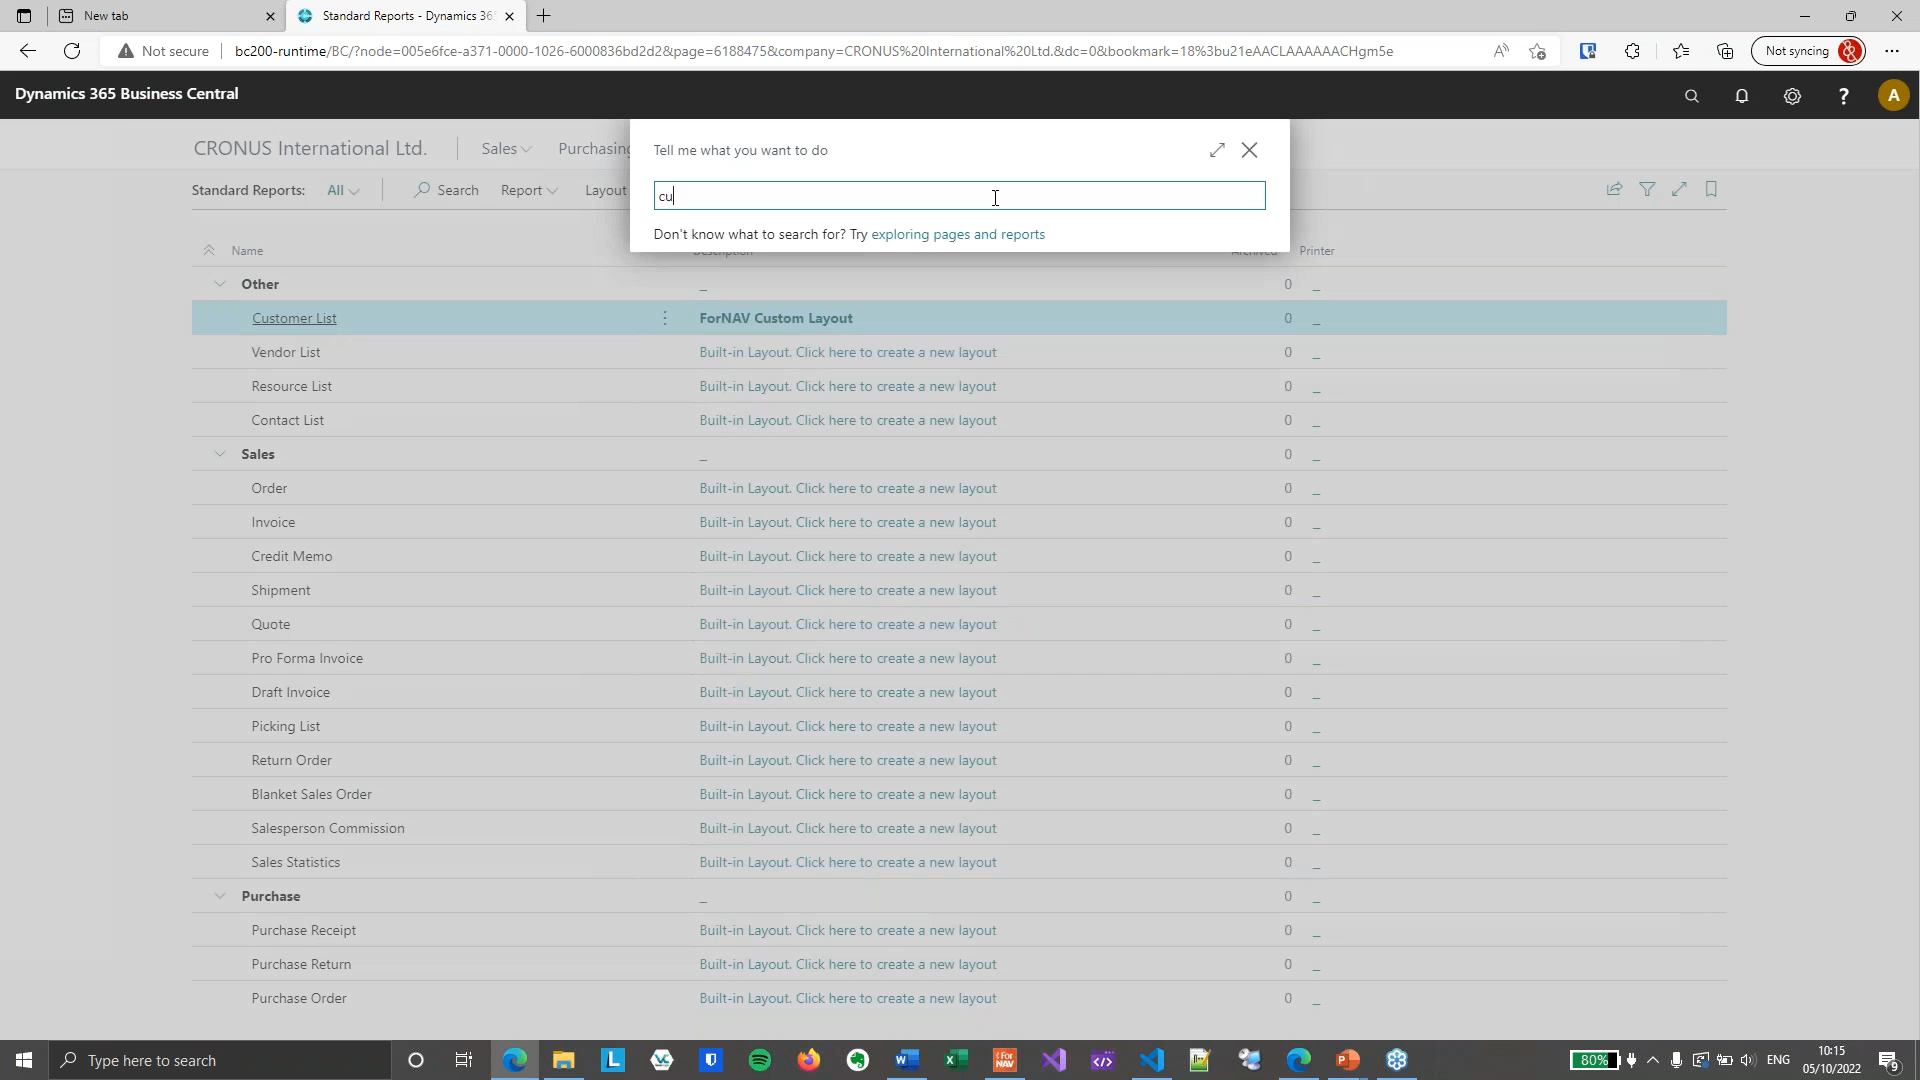 New tab
Standard Reports - Dynamics 36
Not secure
bc200-runtime/BC/?node=005e6fce-a371-0000-1026-6000836bd2d2&page=6188475&company=CRONUS%20International%20Ltd.&dc=0&bookmark=18%3bu21eAACLAAAAAACHgm5e
Not syncing
Dynamics 365 Business Central
A
CRONUS International Ltd.
Sales
Purchasing
Tell me what you want to do
cu
Don't know what to search for? Try exploring pages and reports
Standard Reports: All
Search
Report
Layout
Name
Description
Archived
Printer
Other _ 0 _
Customer List ForNAV Custom Layout 0 _
Vendor List Built-in Layout. Click here to create a new layout 0 _
Resource List Built-in Layout. Click here to create a new layout 0 _
Contact List Built-in Layout. Click here to create a new layout 0 _
Sales _ 0 _
Order Built-in Layout. Click here to create a new layout 0 _
Invoice Built-in Layout. Click here to create a new layout 0 _
Credit Memo Built-in Layout. Click here to create a new layout 0 _
Shipment Built-in Layout. Click here to create a new layout 0 _
Quote Built-in Layout. Click here to create a new layout 0 _
Pro Forma Invoice Built-in Layout. Click here to create a new layout 0 _
Draft Invoice Built-in Layout. Click here to create a new layout 0 _
Picking List Built-in Layout. Click here to create a new layout 0 _
Return Order Built-in Layout. Click here to create a new layout 0 _
Blanket Sales Order Built-in Layout. Click here to create a new layout 0 _
Salesperson Commission Built-in Layout. Click here to create a new layout 0 _
Sales Statistics Built-in Layout. Click here to create a new layout 0 _
Purchase _ 0 _
Purchase Receipt Built-in Layout. Click here to create a new layout 0 _
Purchase Return Built-in Layout. Click here to create a new layout 0 _
Purchase Order Built-in Layout. Click here to create a new layout 0 _
Type here to search
80%
ENG
10:15
05/10/2022
9